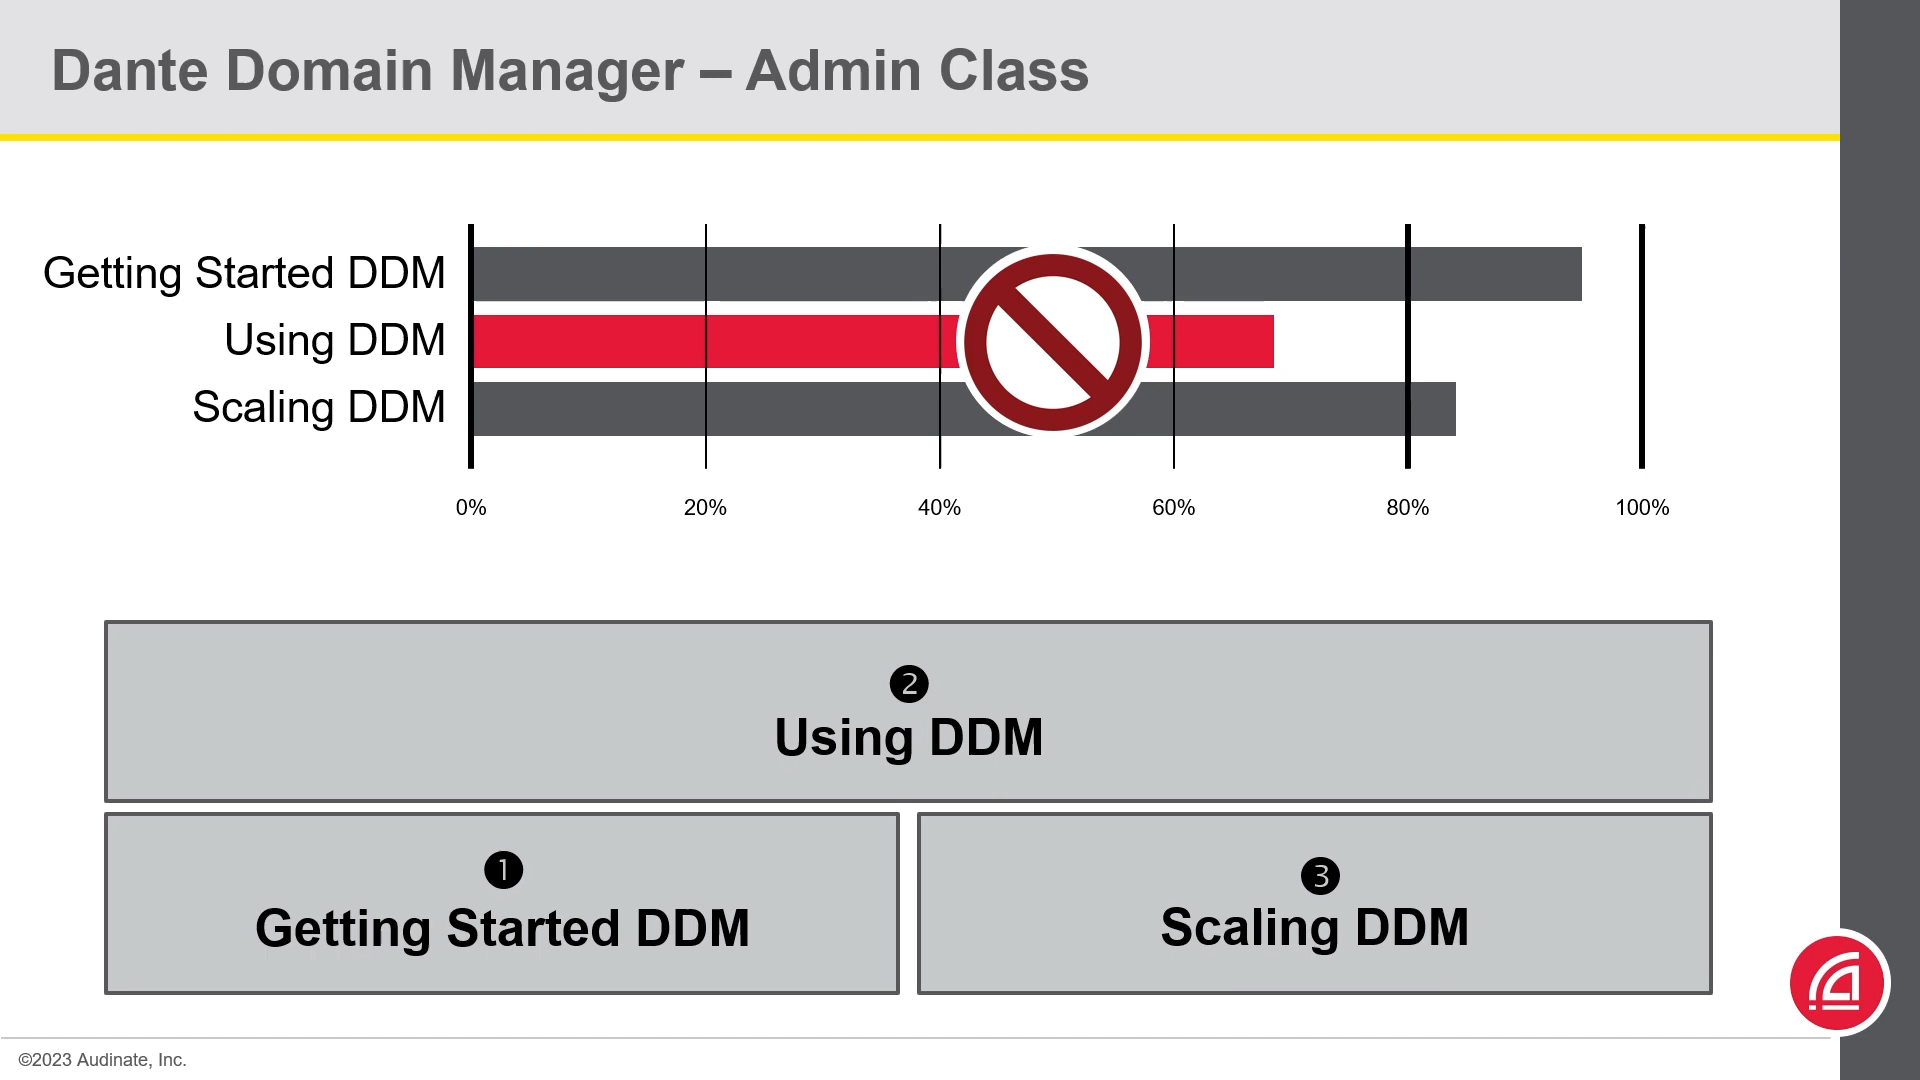 Dante Domain Manager – Admin Class
Getting Started DDM
Using DDM
Scaling DDM
0% 20% 40% 60% 80% 100%
❷
Using DDM
❶
Getting Started DDM
❸
Scaling DDM
©2023 Audinate, Inc.